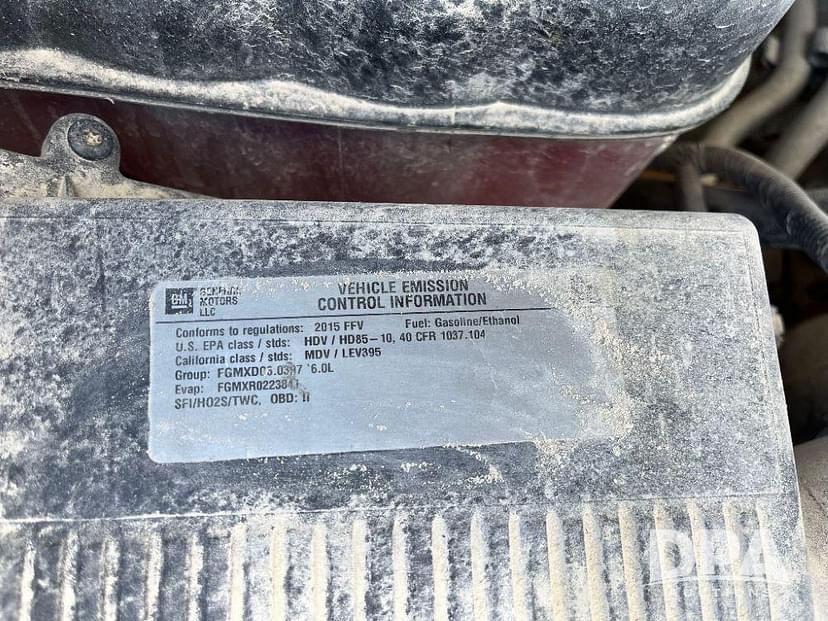 GM
GENERAL
MOTORS
LLC
VEHICLE EMISSION
CONTROL INFORMATION
Conforms to regulations: 2015 FFV Fuel: Gasoline/Ethanol
U.S. EPA class / stds: HDV / HD85-10, 40 CFR 1037.104
California class / stds: MDV / LEV395
Group: 6.0L
Evap:
SFI/HO2S/TWC, OBD: II
DPA